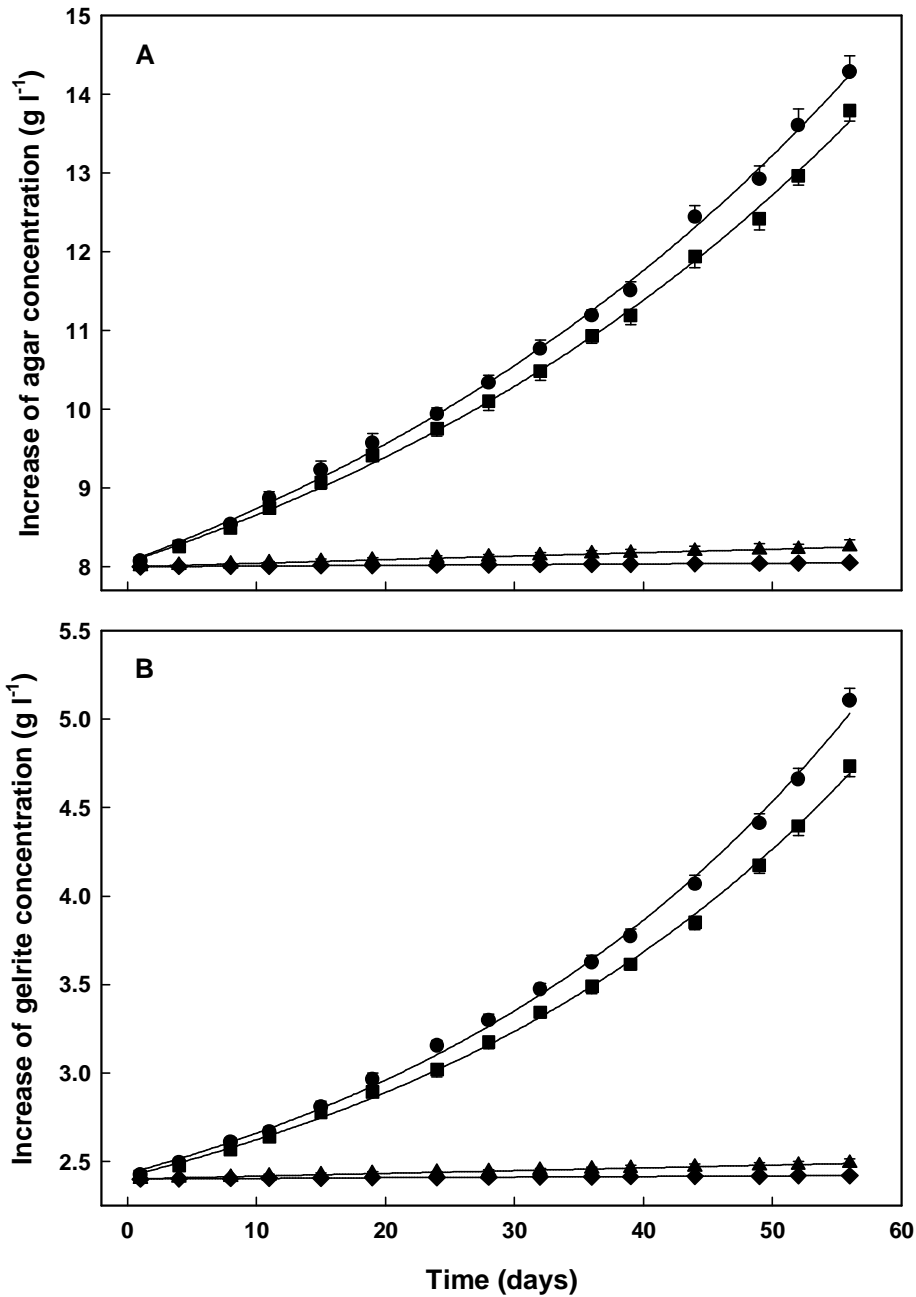 A
Increase of agar concentration (g l⁻¹)
15
14
13
12
11
10
9
8
B
Increase of gelrite concentration (g l⁻¹)
5.5
5.0
4.5
4.0
3.5
3.0
2.5
0 10 20 30 40 50 60
Time (days)